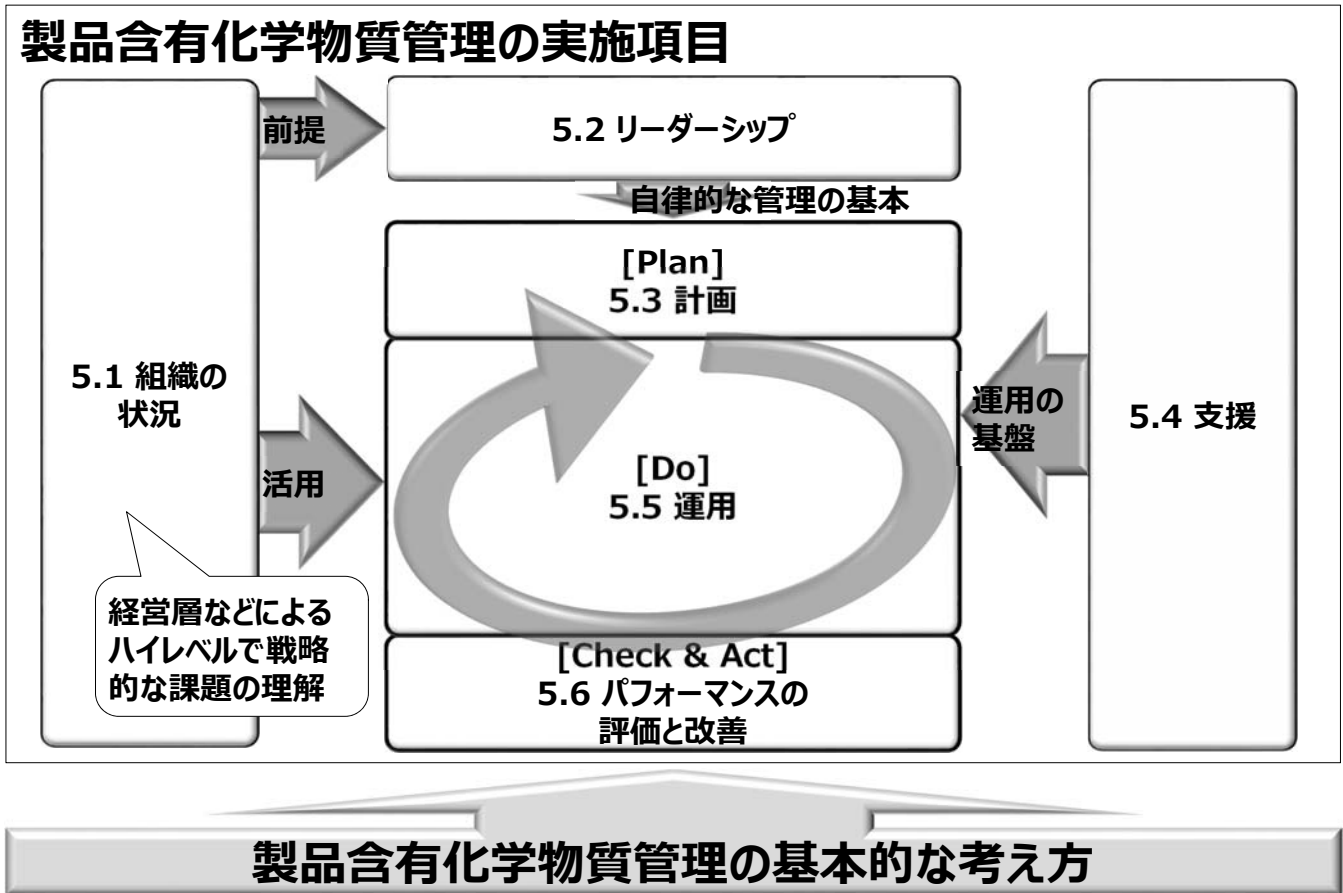 製品含有化学物質管理の実施項目
前提
5.2 リーダーシップ
自律的な管理の基本
[Plan]
5.3 計画
5.1 組織の
状況
活用
[Do]
5.5 運用
運用の
基盤
5.4 支援
経営層などによる
ハイレベルで戦略
的な課題の理解
[Check & Act]
5.6 パフォーマンスの
評価と改善
製品含有化学物質管理の基本的な考え方